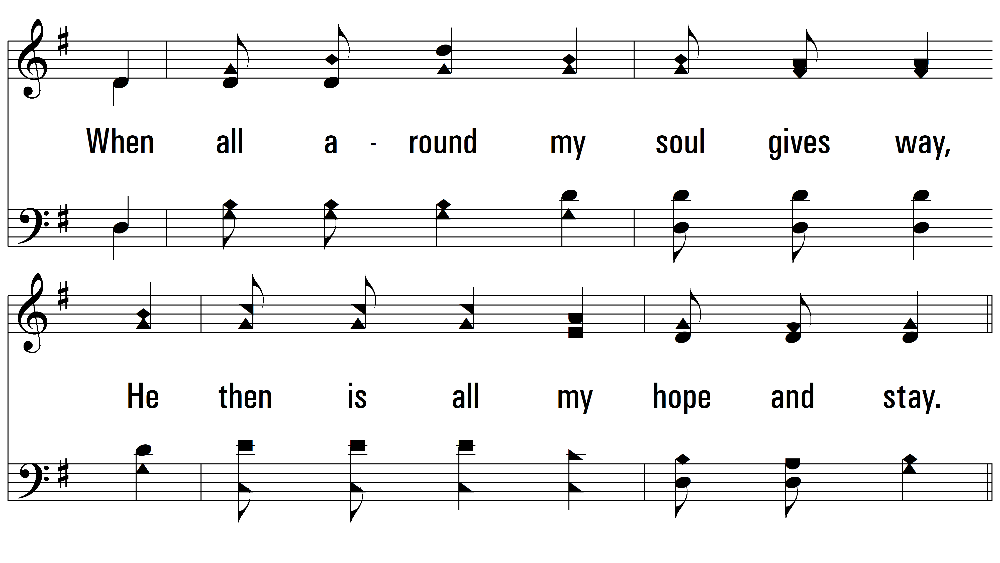 When all a - round my soul gives way,
He then is all my hope and stay.